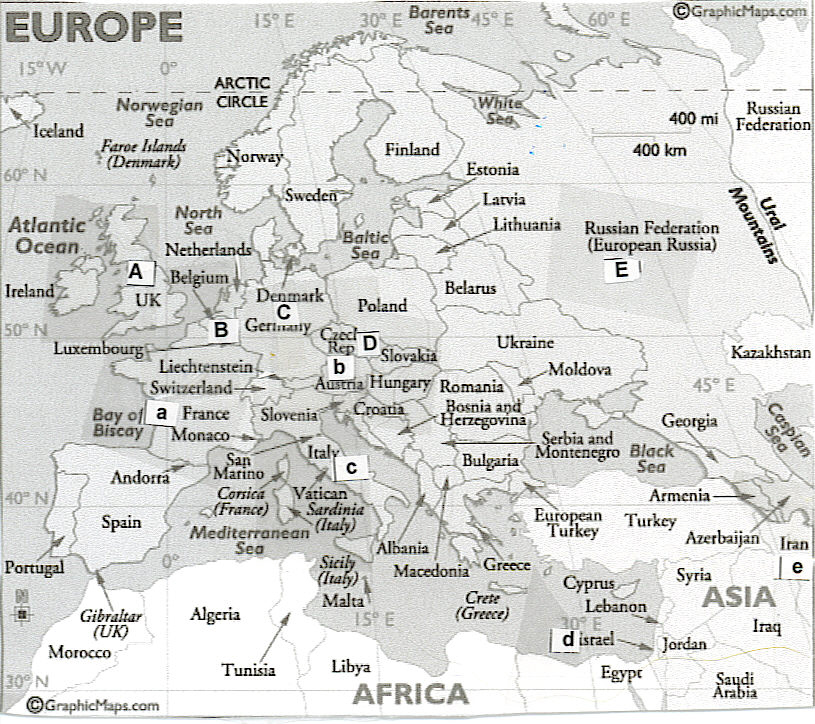 EUROPE
15° E
30° E
Barents
Sea
45° E
60° E
©GraphicMaps.com
15° W
0°
ARCTIC
CIRCLE
Norwegian
Sea
White
Sea
400 mi
400 km
Russian
Federation
Iceland
Faroe Islands
(Denmark)
Norway
Finland
60° N
Sweden
Estonia
Latvia
Lithuania
Atlantic
Ocean
North
Sea
Baltic
Sea
Russian Federation
(European Russia)
E
Ural
Mountains
A
UK
Ireland
Netherlands
Belgium
Denmark
C
Germany
Poland
Belarus
50° N
B
Luxembourg
Czech
Rep
D
Slovakia
Ukraine
Kazakhstan
Liechtenstein
Switzerland
b
Austria
Hungary
Romania
Moldova
45° E
Bay of
Biscay
a
France
Monaco
Slovenia
Croatia
Bosnia and
Herzegovina
Georgia
Caspian
Sea
San
Marino
Italy
c
Serbia and
Montenegro
Black
Sea
Bulgaria
Andorra
Corsica
(France)
Vatican
Sardinia
(Italy)
40° N
Spain
Armenia
European
Turkey
Turkey
Azerbaijan
Iran
e
Mediterranean
Sea
Portugal
0°
Albania
Macedonia
Greece
Sicily
(Italy)
Malta
Crete
(Greece)
Cyprus
Syria
ASIA
Lebanon
Gibraltar
(UK)
Algeria
15° E
30° E
Iraq
d
israel
Jordan
Morocco
Tunisia
Libya
Egypt
Saudi
Arabia
30° N
©GraphicMaps.com
AFRICA